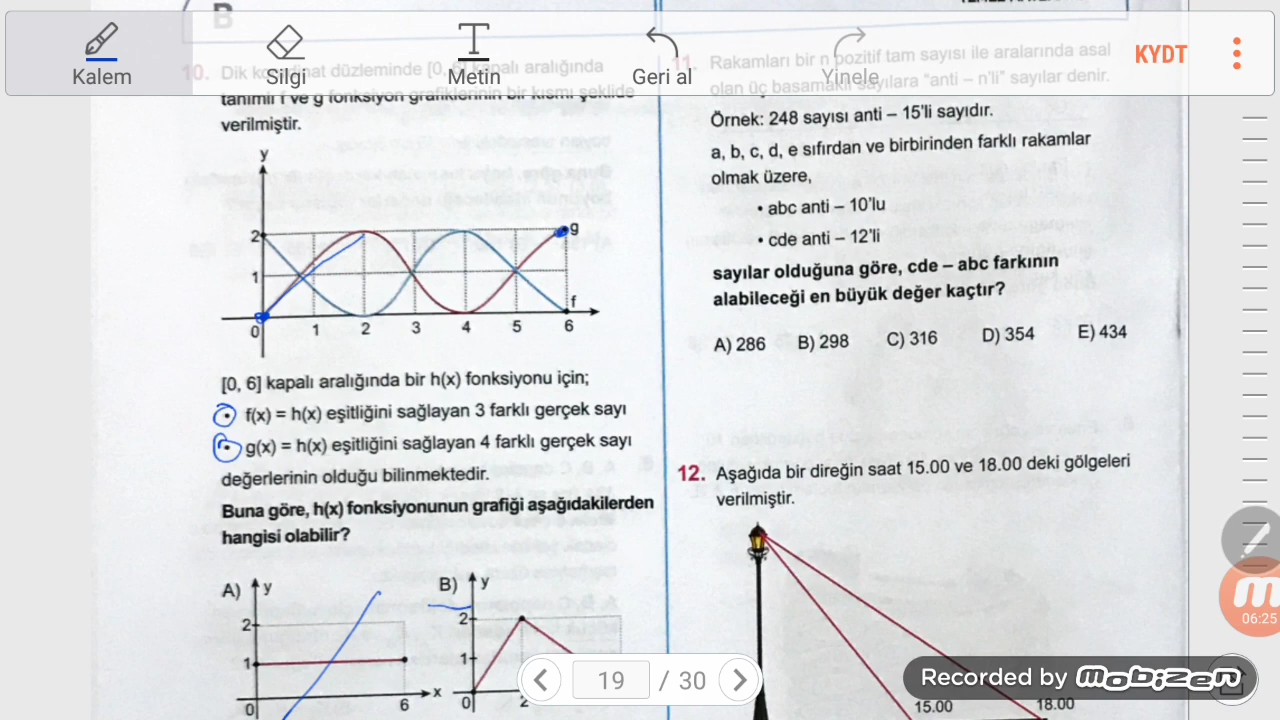 B
Kalem
Silgi
Metin
Geri al
Yinele
KYDT
10. Dik koordinat düzleminde [0, 6] kapalı aralığında
tanımlı f ve g fonksiyon grafiklerinin bir kısmı şekilde
verilmiştir.
y
2
1
0
1
2
3
4
5
6
g
f
[0, 6] kapalı aralığında bir h(x) fonksiyonu için;
• f(x) = h(x) eşitliğini sağlayan 3 farklı gerçek sayı
• g(x) = h(x) eşitliğini sağlayan 4 farklı gerçek sayı
değerlerinin olduğu bilinmektedir.
Buna göre, h(x) fonksiyonunun grafiği aşağıdakilerden
hangisi olabilir?
A) y
2
1
0
6
x
B) y
2
1
0
2
11. Rakamları bir n pozitif tam sayısı ile aralarında asal
olan üç basamaklı sayılara “anti – n’li” sayılar denir.
Örnek: 248 sayısı anti – 15’li sayıdır.
a, b, c, d, e sıfırdan ve birbirinden farklı rakamlar
olmak üzere,
• abc anti – 10’lu
• cde anti – 12’li
sayılar olduğuna göre, cde – abc farkının
alabileceği en büyük değer kaçtır?
A) 286 B) 298 C) 316 D) 354 E) 434
12. Aşağıda bir direğin saat 15.00 ve 18.00 deki gölgeleri
verilmiştir.
15.00
18.00
19 / 30
06:25
Recorded by mobizen